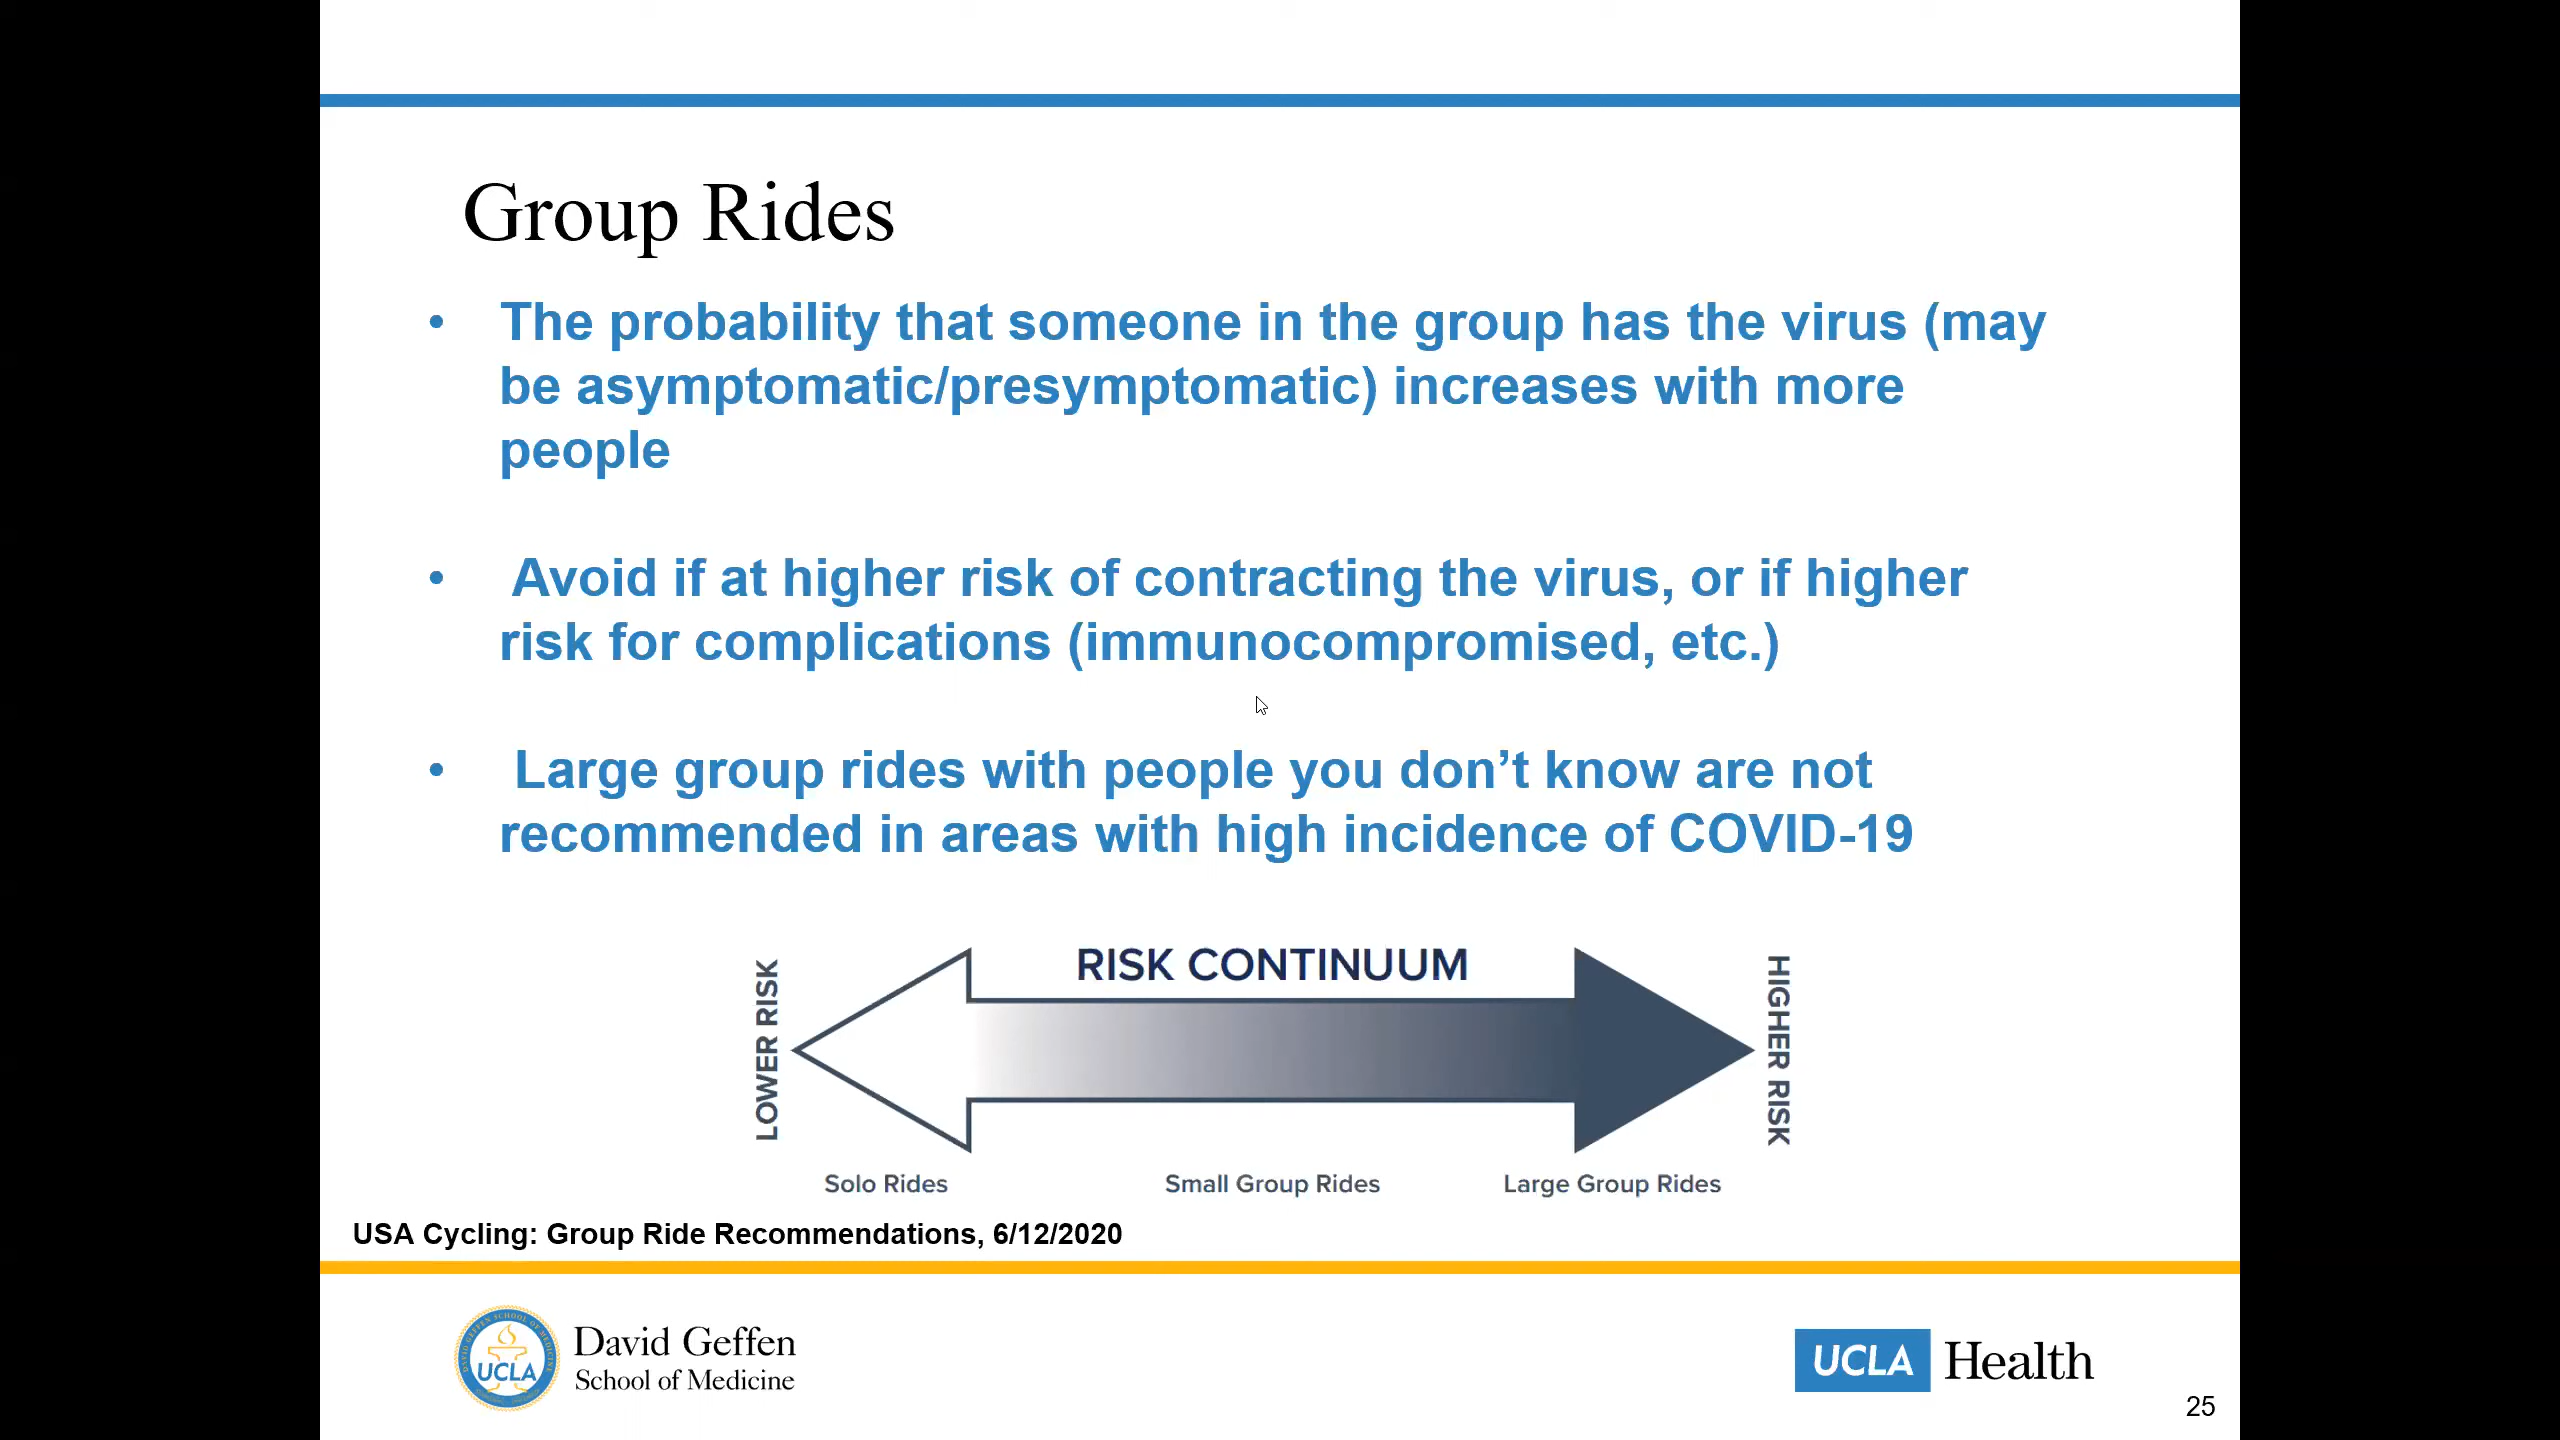 Group Rides
• The probability that someone in the group has the virus (may
be asymptomatic/presymptomatic) increases with more
people
• Avoid if at higher risk of contracting the virus, or if higher
risk for complications (immunocompromised, etc.)
• Large group rides with people you don’t know are not
recommended in areas with high incidence of COVID-19
RISK CONTINUUM
LOWER RISK
HIGHER RISK
Solo Rides
Small Group Rides
Large Group Rides
USA Cycling: Group Ride Recommendations, 6/12/2020
UCLA
David Geffen
School of Medicine
UCLA Health
25